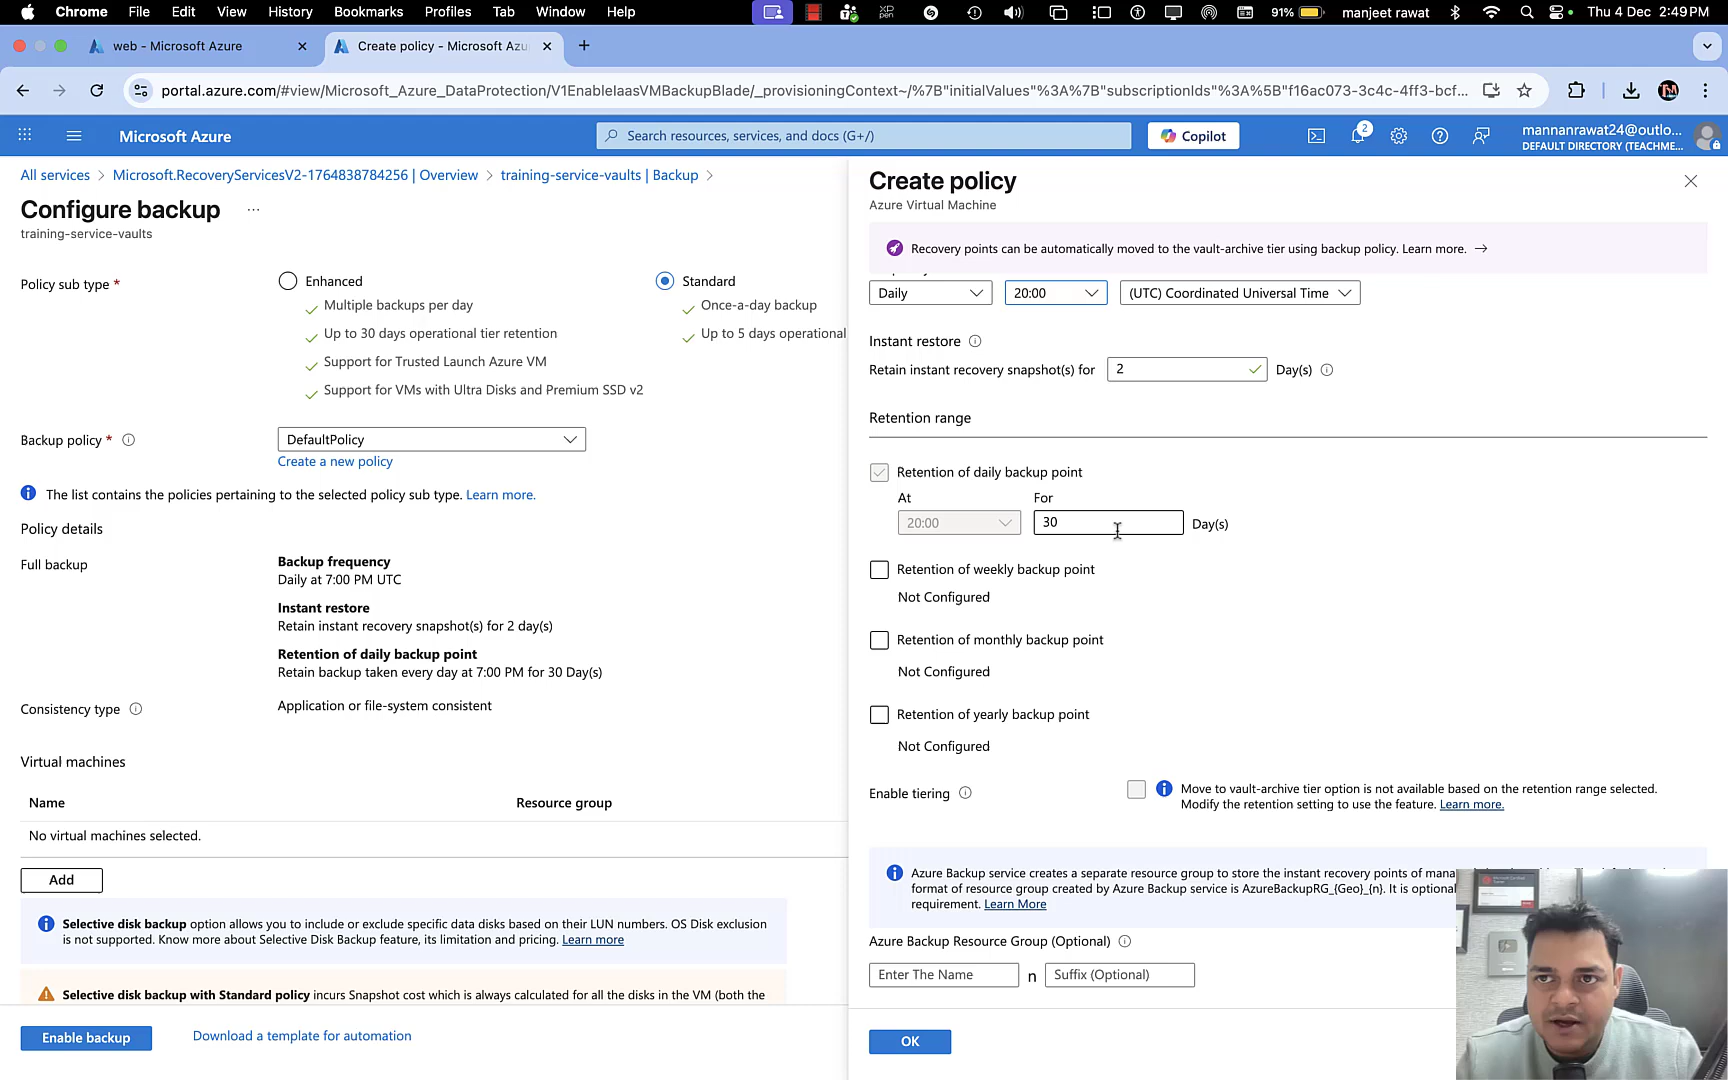 Chrome File Edit View History Bookmarks Profiles Tab Window Help
91% manjeet rawat Thu 4 Dec 2:49 PM
web - Microsoft Azure
Create policy - Microsoft Azu
portal.azure.com/#view/Microsoft_Azure_DataProtection/V1EnableIaasVMBackupBlade/_provisioningContext~/%7B"initialValues"%3A%7B"subscriptionIds"%3A%5B"f16ac073-3c4c-4ff3-bcf...
Microsoft Azure
Search resources, services, and docs (G+/)
Copilot
2
mannanrawat24@outlo...
DEFAULT DIRECTORY (TEACHME...
All services > Microsoft.RecoveryServicesV2-1764838784256 | Overview > training-service-vaults | Backup >
Configure backup ...
training-service-vaults
Policy sub type *
Enhanced
Multiple backups per day
Up to 30 days operational tier retention
Support for Trusted Launch Azure VM
Support for VMs with Ultra Disks and Premium SSD v2
Standard
Once-a-day backup
Up to 5 days operational
Backup policy *
DefaultPolicy
Create a new policy
The list contains the policies pertaining to the selected policy sub type. Learn more.
Policy details
Full backup
Backup frequency
Daily at 7:00 PM UTC
Instant restore
Retain instant recovery snapshot(s) for 2 day(s)
Retention of daily backup point
Retain backup taken every day at 7:00 PM for 30 Day(s)
Consistency type
Application or file-system consistent
Virtual machines
Name Resource group
No virtual machines selected.
Add
Selective disk backup option allows you to include or exclude specific data disks based on their LUN numbers. OS Disk exclusion
is not supported. Know more about Selective Disk Backup feature, its limitation and pricing. Learn more
Selective disk backup with Standard policy incurs Snapshot cost which is always calculated for all the disks in the VM (both the
Enable backup
Download a template for automation
Create policy
Azure Virtual Machine
Recovery points can be automatically moved to the vault-archive tier using backup policy. Learn more. →
Daily
20:00
(UTC) Coordinated Universal Time
Instant restore
Retain instant recovery snapshot(s) for 2 Day(s)
Retention range
Retention of daily backup point
At For
20:00 30 Day(s)
Retention of weekly backup point
Not Configured
Retention of monthly backup point
Not Configured
Retention of yearly backup point
Not Configured
Enable tiering
Move to vault-archive tier option is not available based on the retention range selected.
Modify the retention setting to use the feature. Learn more.
Azure Backup service creates a separate resource group to store the instant recovery points of mana
format of resource group created by Azure Backup service is AzureBackupRG_{Geo}_{n}. It is optional
requirement. Learn More
Azure Backup Resource Group (Optional)
Enter The Name n Suffix (Optional)
OK